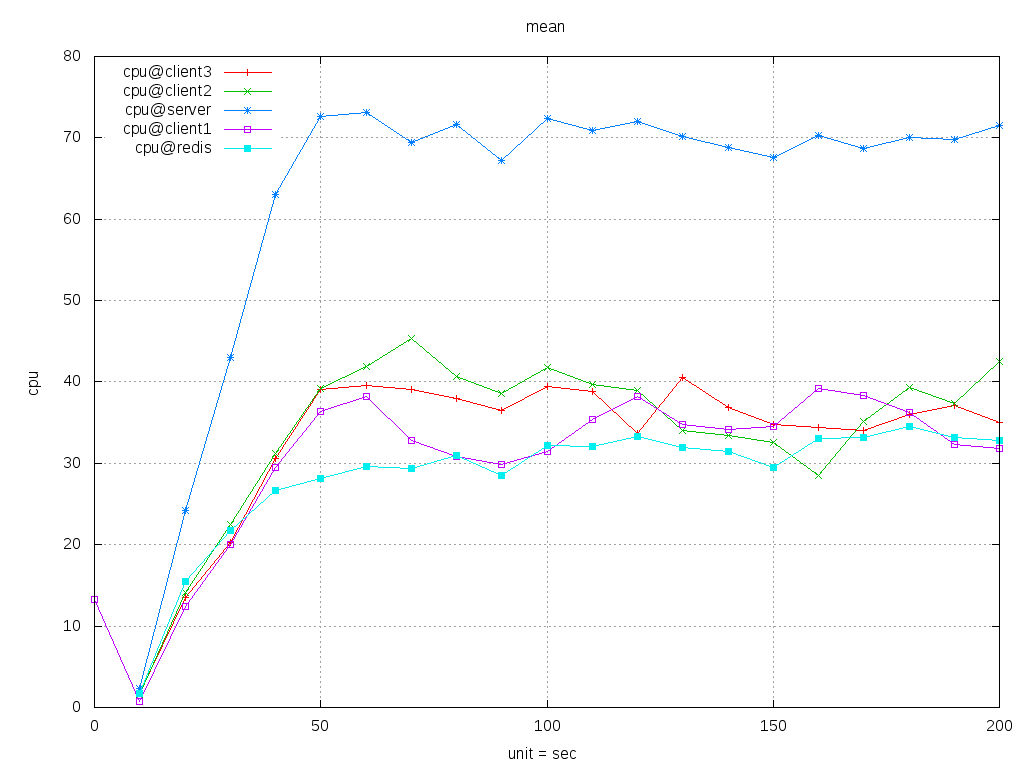 mean
80
70
60
50
40
30
20
10
0
cpu
cpu@client3
cpu@client2
cpu@server
cpu@client1
cpu@redis
0 50 100 150 200
unit = sec